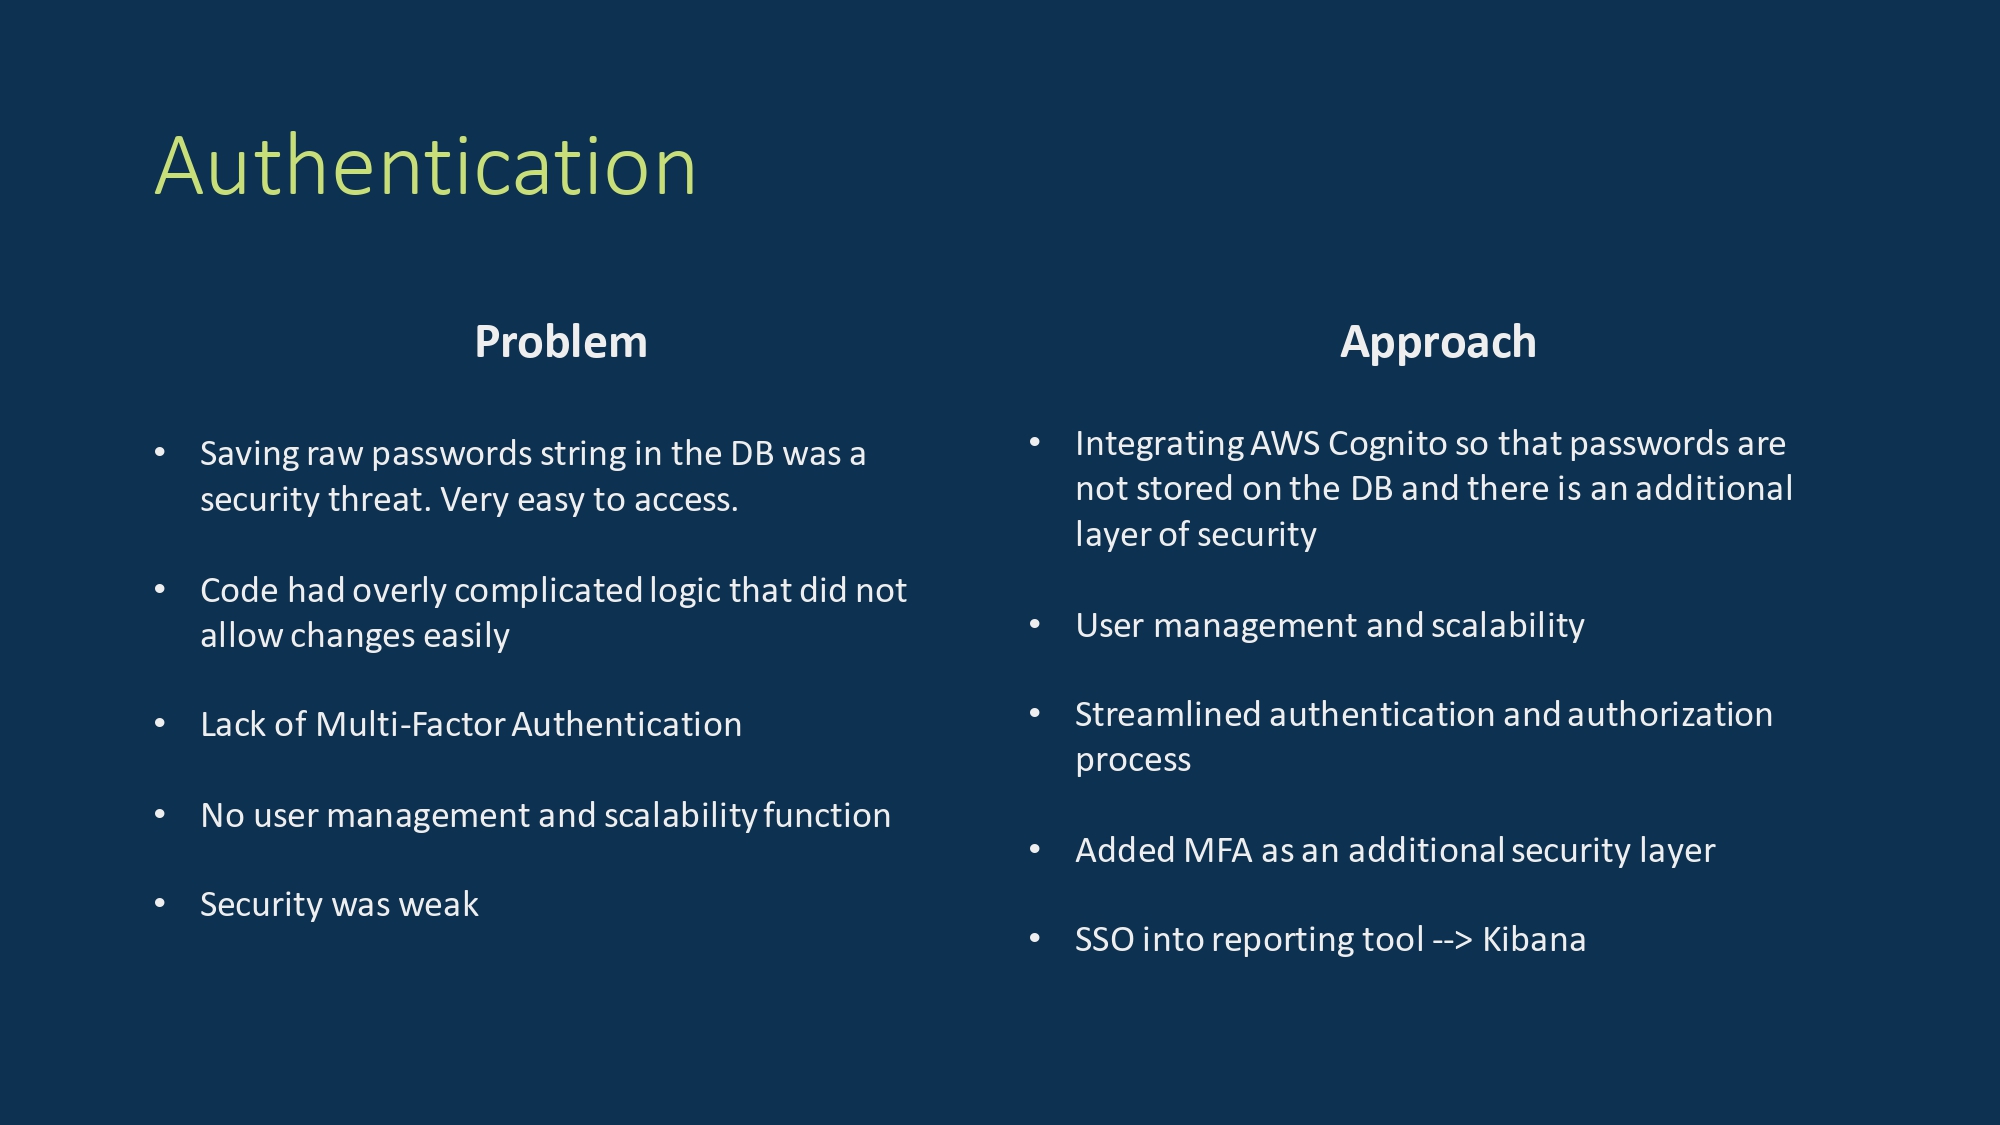 Authentication
Problem
• Saving raw passwords string in the DB was a
security threat. Very easy to access.
• Code had overly complicated logic that did not
allow changes easily
• Lack of Multi-Factor Authentication
• No user management and scalability function
• Security was weak
Approach
• Integrating AWS Cognito so that passwords are
not stored on the DB and there is an additional
layer of security
• User management and scalability
• Streamlined authentication and authorization
process
• Added MFA as an additional security layer
• SSO into reporting tool --> Kibana